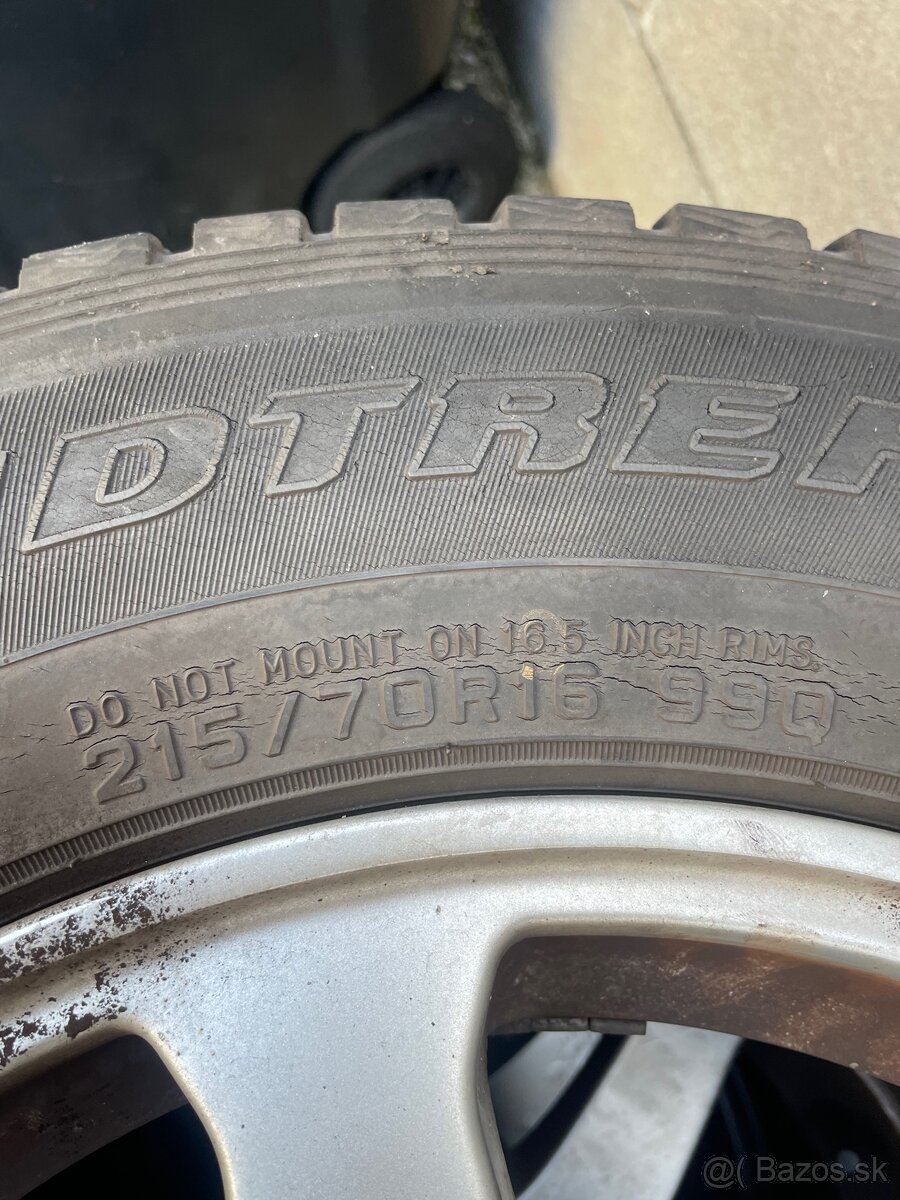 DTRE
DO NOT MOUNT ON 16.5 INCH RIMS.
215/70R16 99Q
@( Bazos.sk